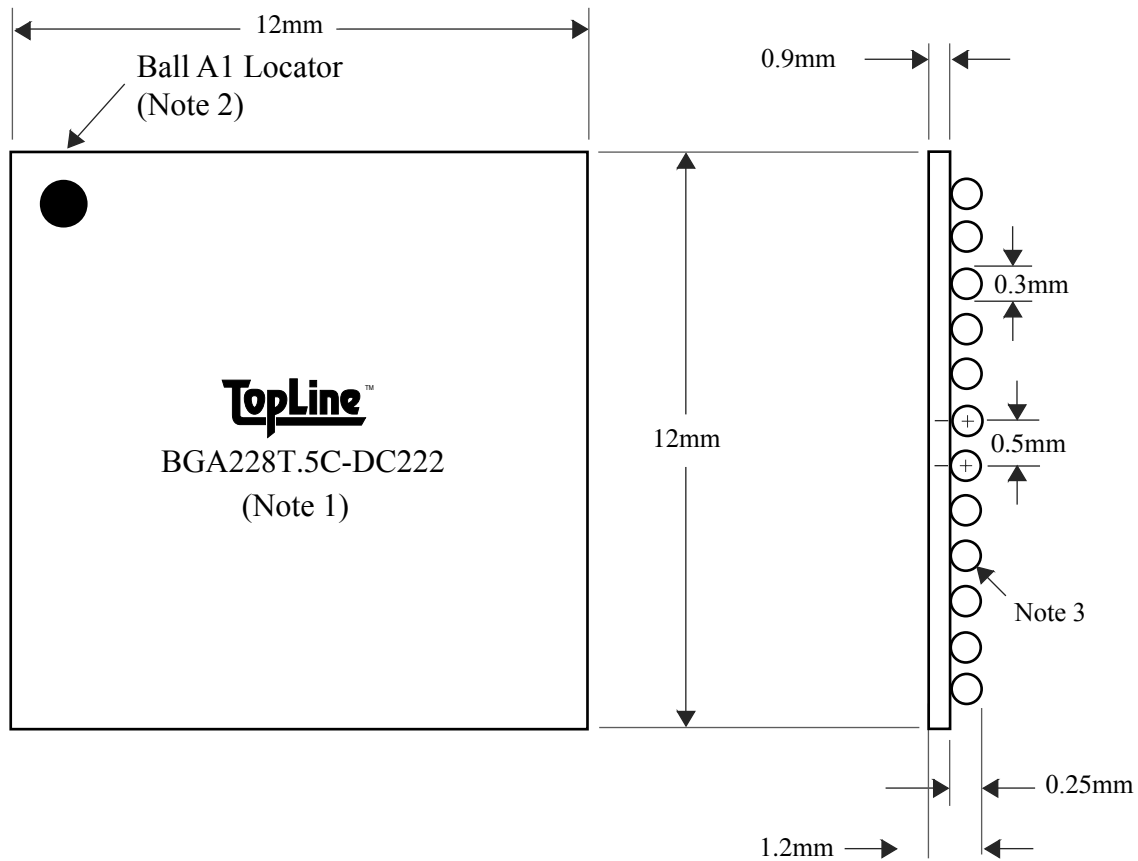 12mm
Ball A1 Locator
(Note 2)
0.9mm
0.3mm
TopLine™
BGA228T.5C-DC222
(Note 1)
12mm
0.5mm
Note 3
0.25mm
1.2mm